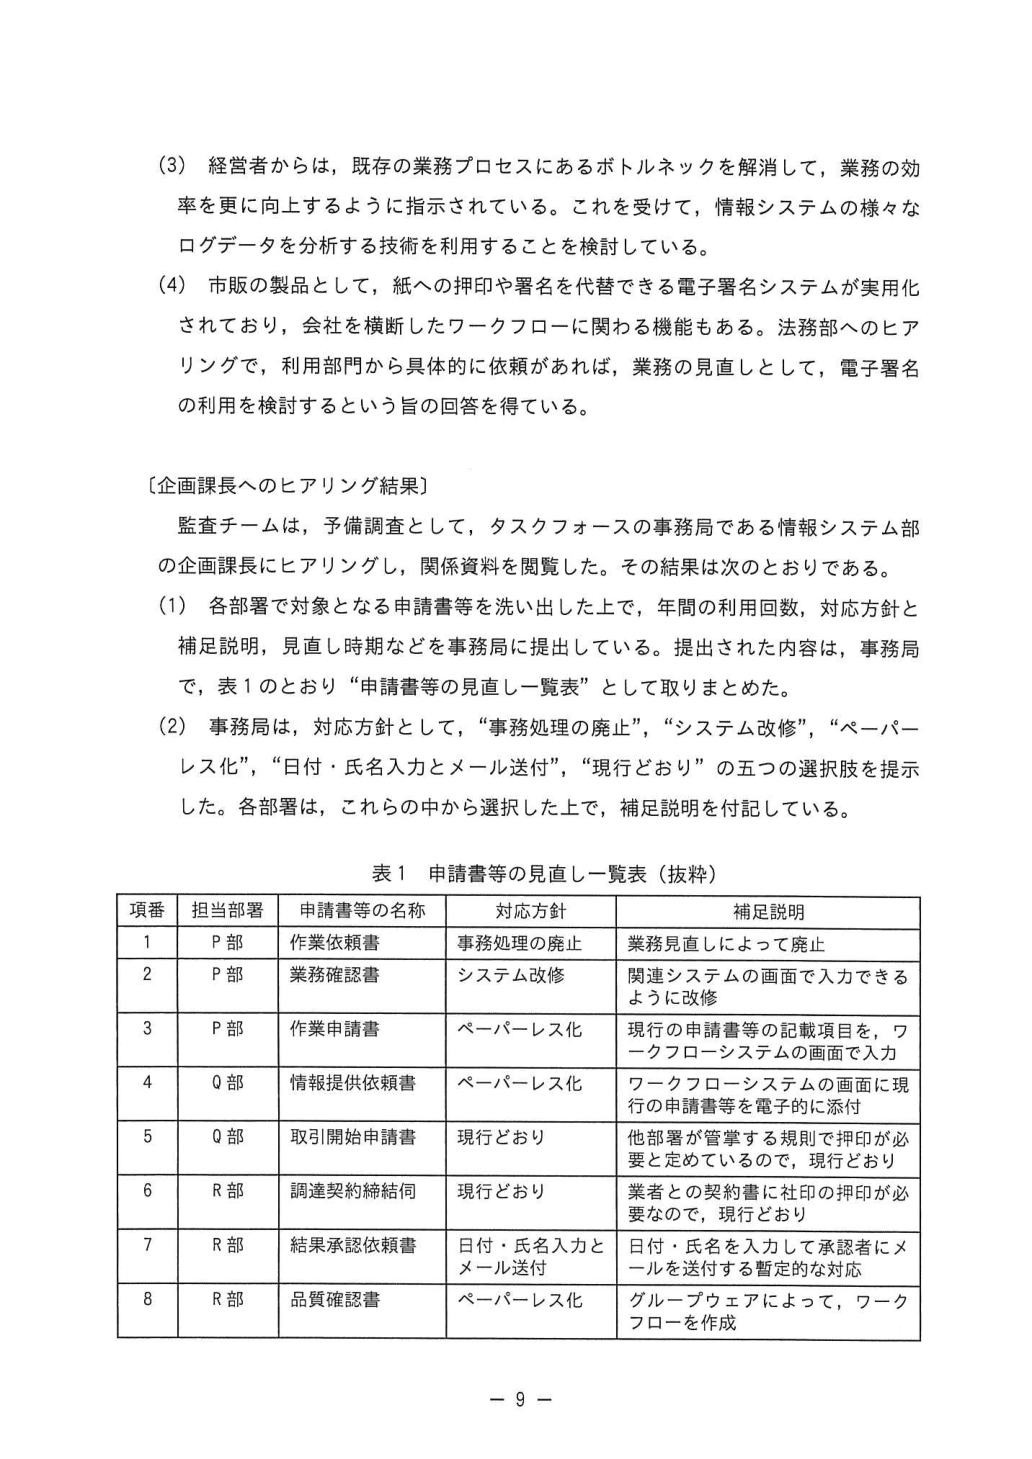 (3) 経営者からは，既存の業務プロセスにあるボトルネックを解消して，業務の効
率を更に向上するように指示されている。これを受けて，情報システムの様々な
ログデータを分析する技術を利用することを検討している。
(4) 市販の製品として，紙への押印や署名を代替できる電子署名システムが実用化
されており，会社を横断したワークフローに関わる機能もある。法務部へのヒア
リングで，利用部門から具体的に依頼があれば，業務の見直しとして，電子署名
の利用を検討するという旨の回答を得ている。
〔企画課長へのヒアリング結果〕
監査チームは，予備調査として，タスクフォースの事務局である情報システム部
の企画課長にヒアリングし，関係資料を閲覧した。その結果は次のとおりである。
(1) 各部署で対象となる申請書等を洗い出した上で，年間の利用回数，対応方針と
補足説明，見直し時期などを事務局に提出している。提出された内容は，事務局
で，表1のとおり“申請書等の見直し一覧表”として取りまとめた。
(2) 事務局は，対応方針として，“事務処理の廃止”，“システム改修”，“ペーパー
レス化”，“日付・氏名入力とメール送付”，“現行どおり”の五つの選択肢を提示
した。各部署は，これらの中から選択した上で，補足説明を付記している。
表1 申請書等の見直し一覧表（抜粋）
項番 担当部署 申請書等の名称 対応方針 補足説明
1 P部 作業依頼書 事務処理の廃止 業務見直しによって廃止
2 P部 業務確認書 システム改修 関連システムの画面で入力できる
ように改修
3 P部 作業申請書 ペーパーレス化 現行の申請書等の記載項目を，ワ
ークフローシステムの画面で入力
4 Q部 情報提供依頼書 ペーパーレス化 ワークフローシステムの画面に現
行の申請書等を電子的に添付
5 Q部 取引開始申請書 現行どおり 他部署が管掌する規則で押印が必
要と定めているので，現行どおり
6 R部 調達契約締結伺 現行どおり 業者との契約書に社印の押印が必
要なので，現行どおり
7 R部 結果承認依頼書 日付・氏名入力と 日付・氏名を入力して承認者にメ
メール送付 ールを送付する暫定的な対応
8 R部 品質確認書 ペーパーレス化 グループウェアによって，ワーク
フローを作成
― 9 ―